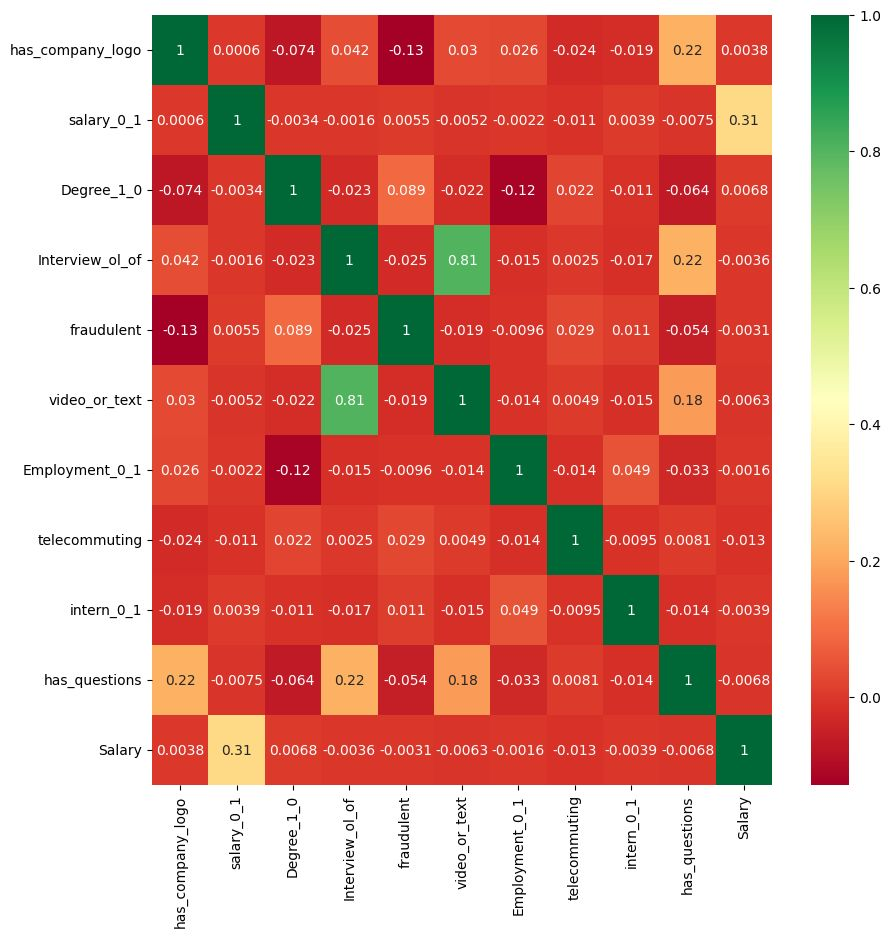 has_company_logo 1 0.0006 -0.074 0.042 -0.13 0.03 0.026 -0.024 -0.019 0.22 0.0038
salary_0_1 0.0006 1 -0.0034 -0.0016 0.0055 -0.0052 -0.0022 -0.011 0.0039 -0.0075 0.31
Degree_1_0 -0.074 -0.0034 1 -0.023 0.089 -0.022 -0.12 0.022 -0.011 -0.064 0.0068
Interview_ol_of 0.042 -0.0016 -0.023 1 -0.025 0.81 -0.015 0.0025 -0.017 0.22 -0.0036
fraudulent -0.13 0.0055 0.089 -0.025 1 -0.019 -0.0096 0.029 0.011 -0.054 -0.0031
video_or_text 0.03 -0.0052 -0.022 0.81 -0.019 1 -0.014 0.0049 -0.015 0.18 -0.0063
Employment_0_1 0.026 -0.0022 -0.12 -0.015 -0.0096 -0.014 1 -0.014 0.049 -0.033 -0.0016
telecommuting -0.024 -0.011 0.022 0.0025 0.029 0.0049 -0.014 1 -0.0095 0.0081 -0.013
intern_0_1 -0.019 0.0039 -0.011 -0.017 0.011 -0.015 0.049 -0.0095 1 -0.014 -0.0039
has_questions 0.22 -0.0075 -0.064 0.22 -0.054 0.18 -0.033 0.0081 -0.014 1 -0.0068
Salary 0.0038 0.31 0.0068 -0.0036 -0.0031 -0.0063 -0.0016 -0.013 -0.0039 -0.0068 1
has_company_logo
salary_0_1
Degree_1_0
Interview_ol_of
fraudulent
video_or_text
Employment_0_1
telecommuting
intern_0_1
has_questions
Salary
1.0
0.8
0.6
0.4
0.2
0.0